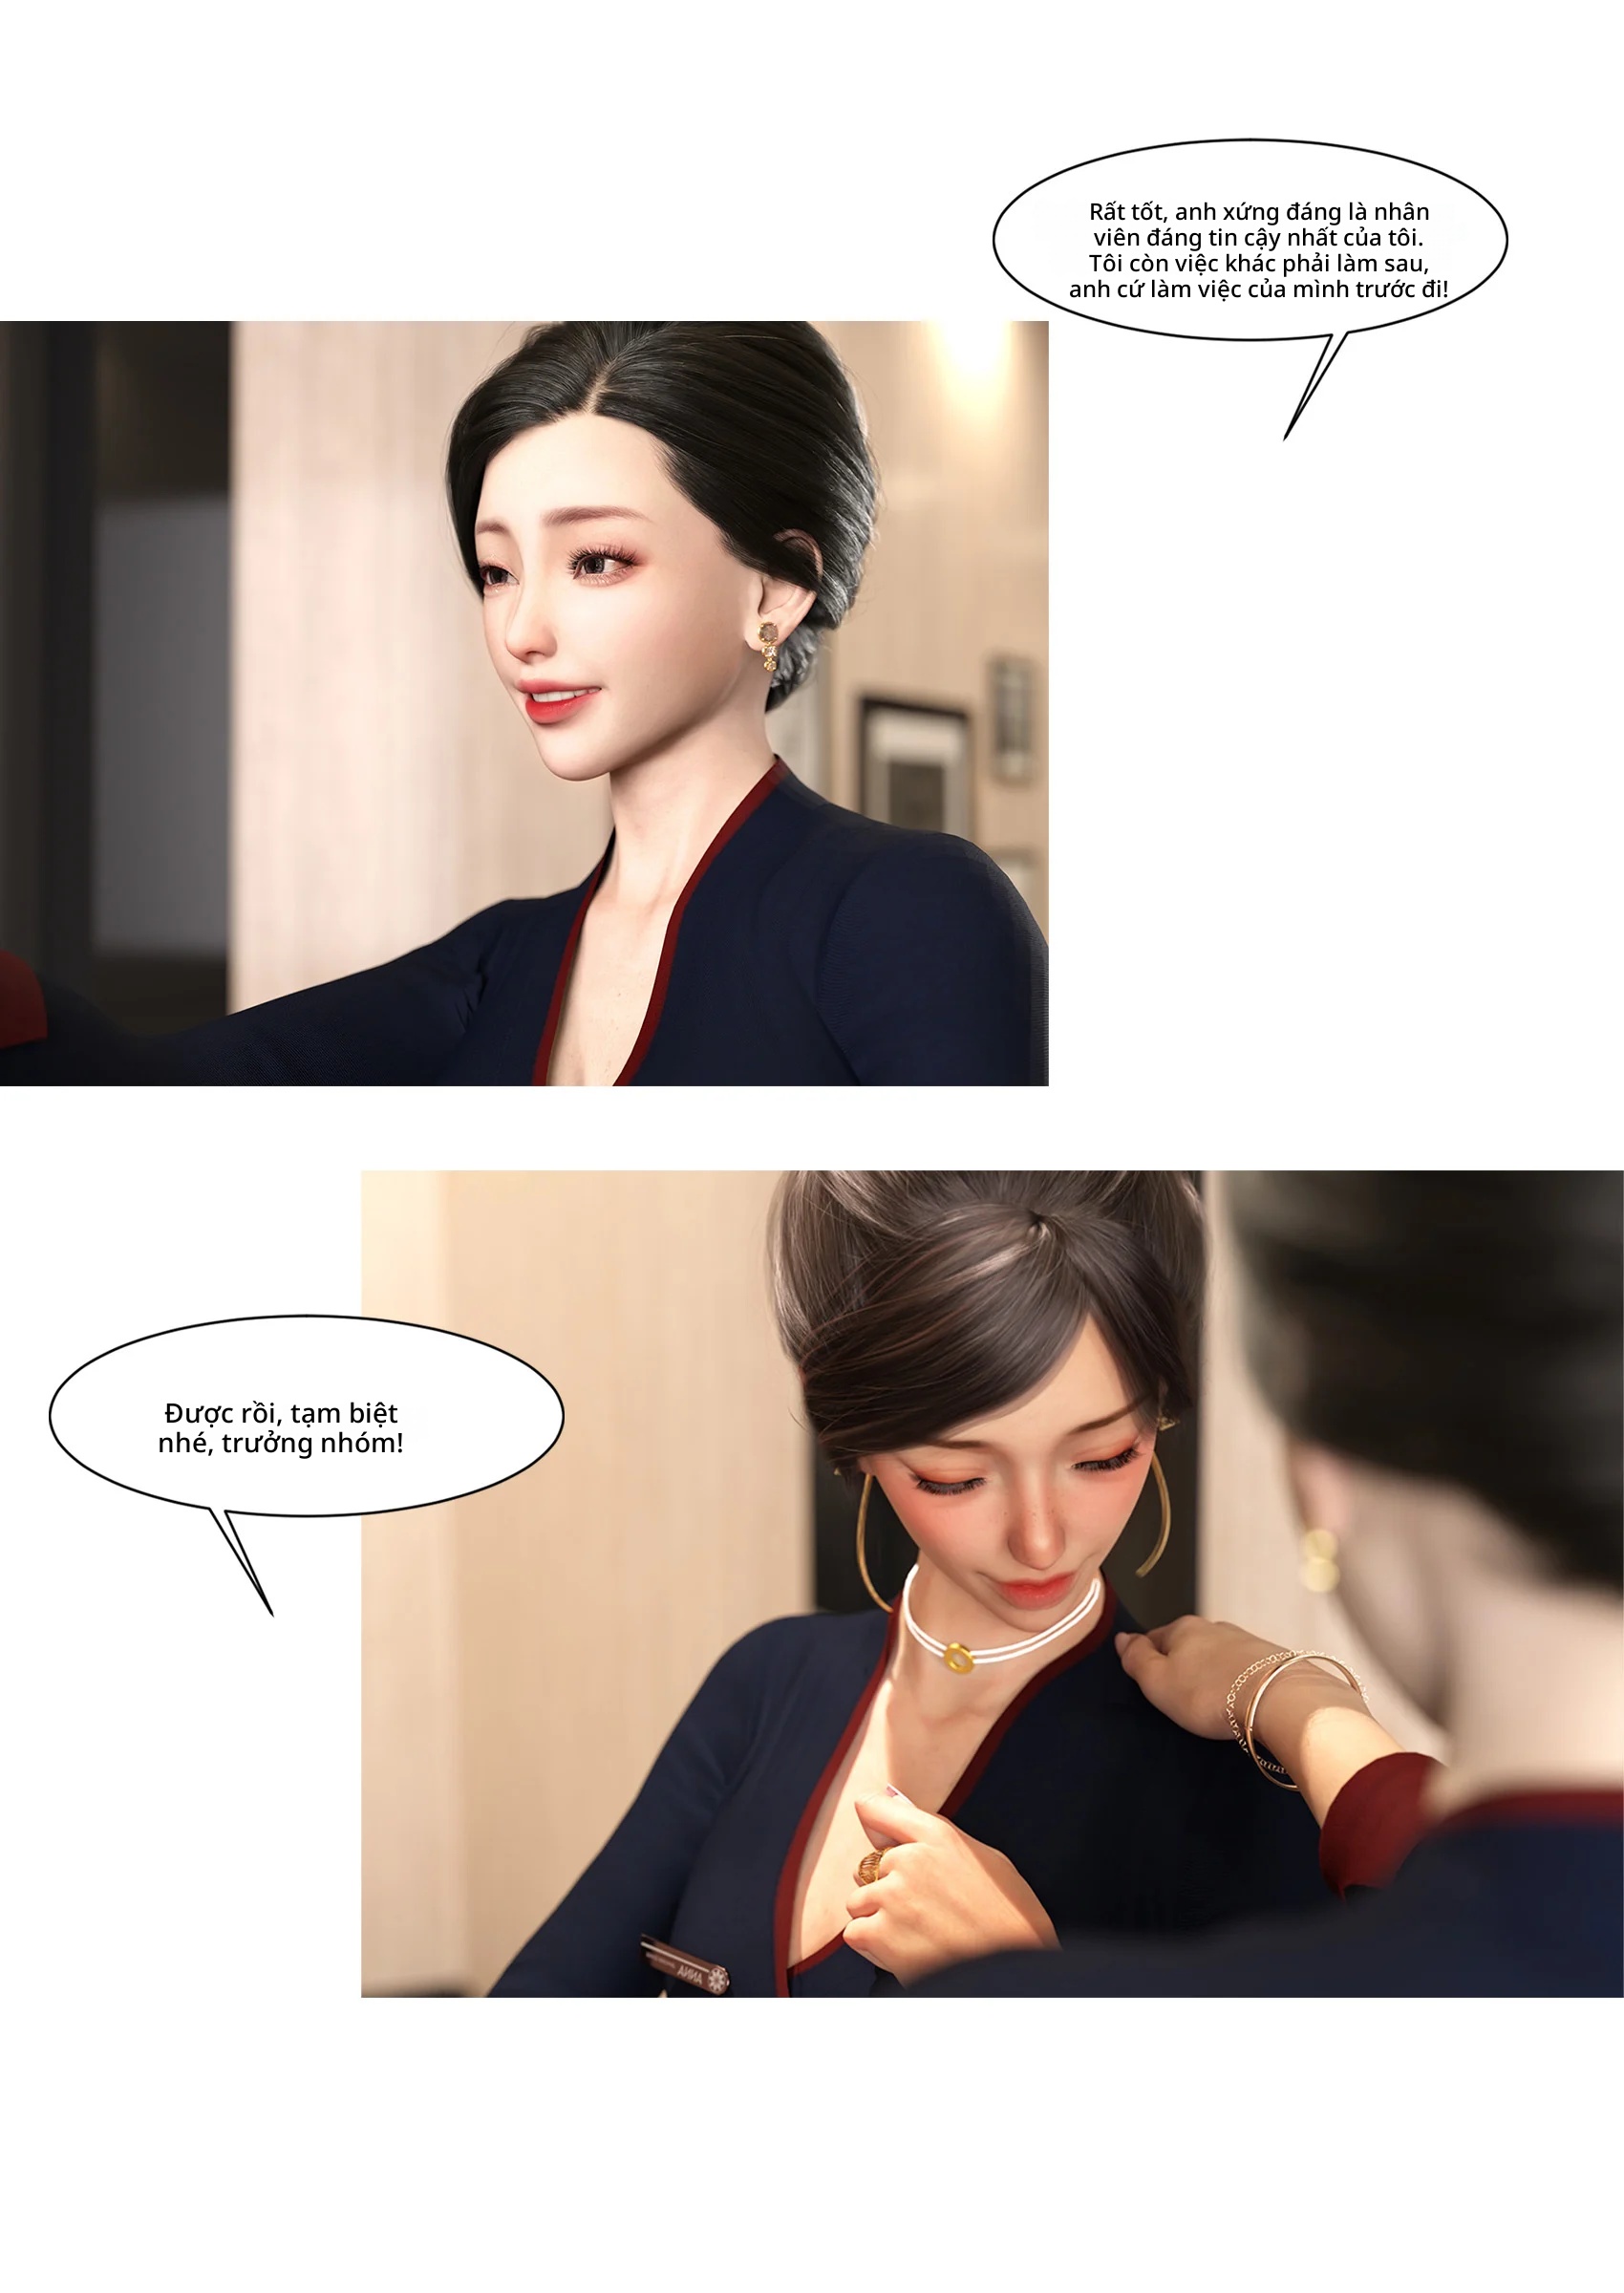 Rất tốt, anh xứng đáng là nhân
viên đáng tin cậy nhất của tôi.
Tôi còn việc khác phải làm sau,
anh cứ làm việc của mình trước đi!
Được rồi, tạm biệt
nhé, trưởng nhóm!
ANNA